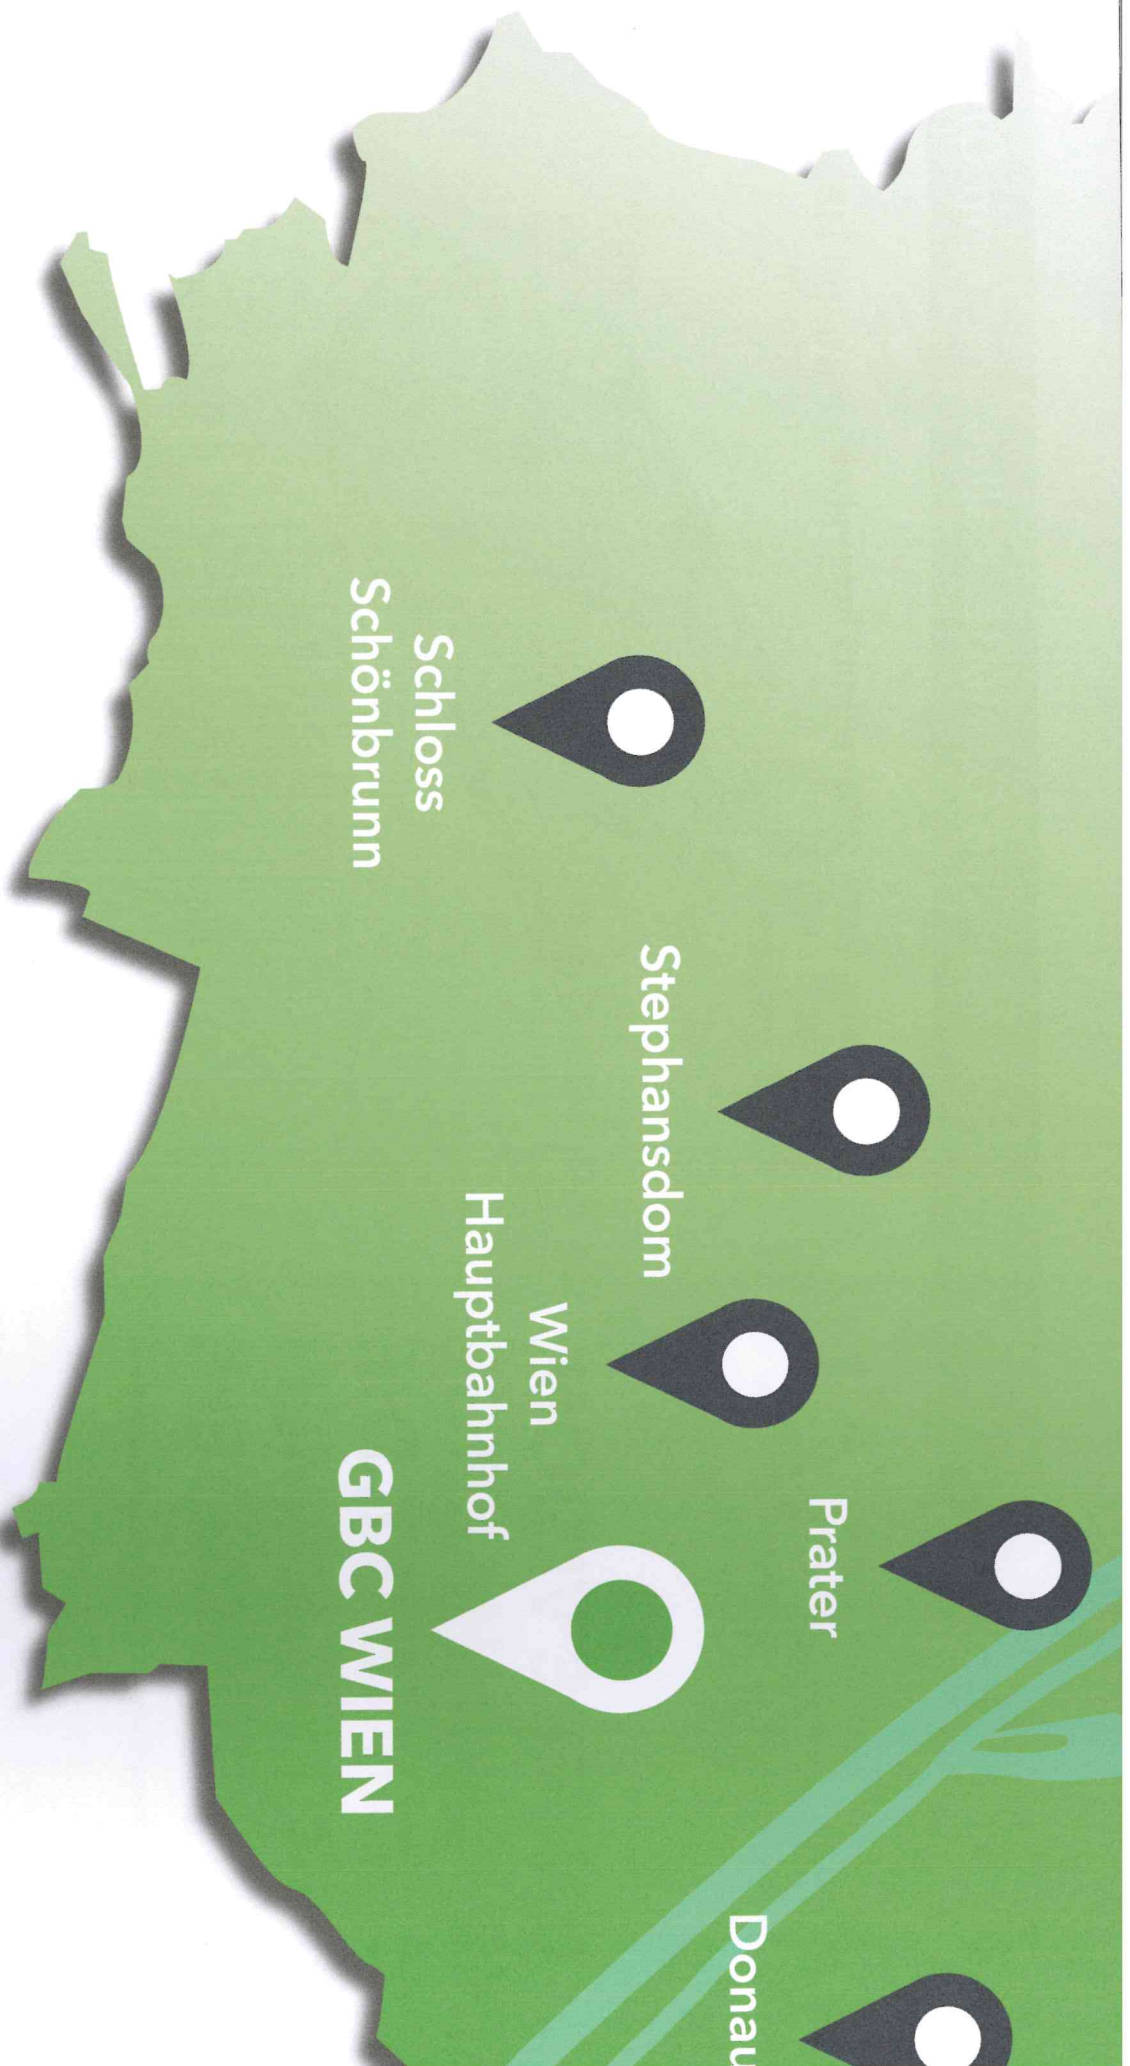 Schloss
Schönbrunn
Stephansdom
Wien
Hauptbahnhof
Prater
GBC WIEN
Donau